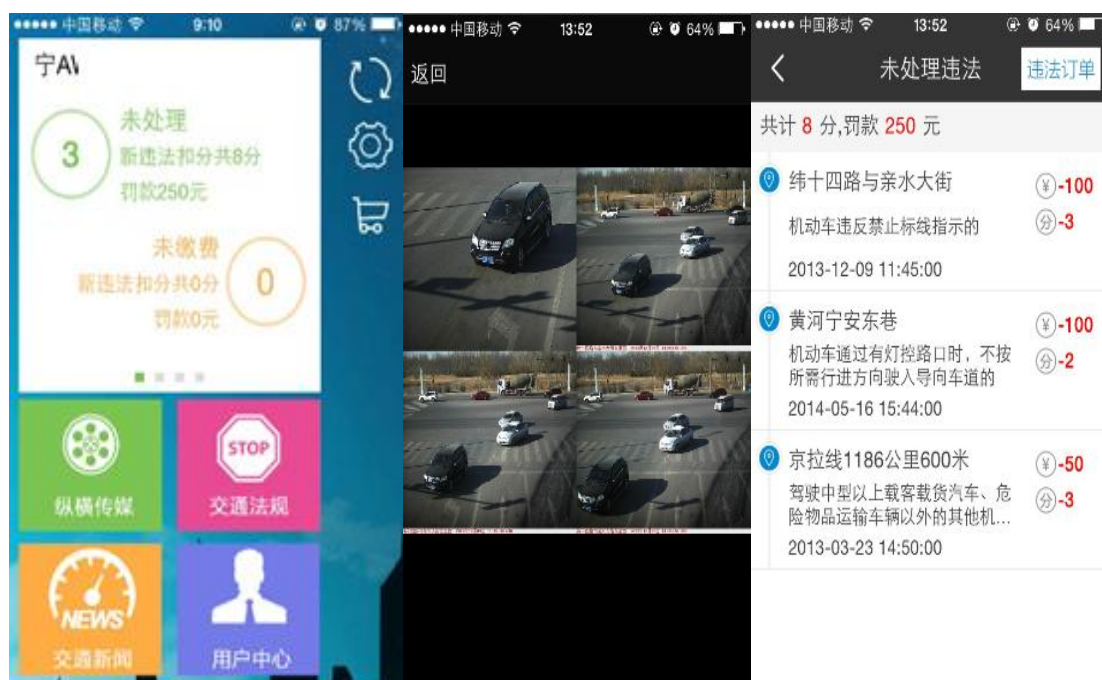 中国移动
9:10
87%
宁A
3
未处理
新违法扣分共8分
罚款250元
未缴费
新违法扣分共0分
罚款0元
0
纵横传媒
STOP
交通法规
NEWS
交通新闻
用户中心
中国移动
13:52
64%
返回
中国移动
13:52
64%
未处理违法
违法订单
共计 8 分,罚款 250 元
纬十四路与亲水大街
¥-100
机动车违反禁止标线指示的
分-3
2013-12-09 11:45:00
黄河宁安东巷
¥-100
机动车通过有灯控路口时，不按
所需行进方向驶入导向车道的
分-2
2014-05-16 15:44:00
京拉线1186公里600米
¥-50
驾驶中型以上载客载货汽车、危
险物品运输车辆以外的其他机...
分-3
2013-03-23 14:50:00